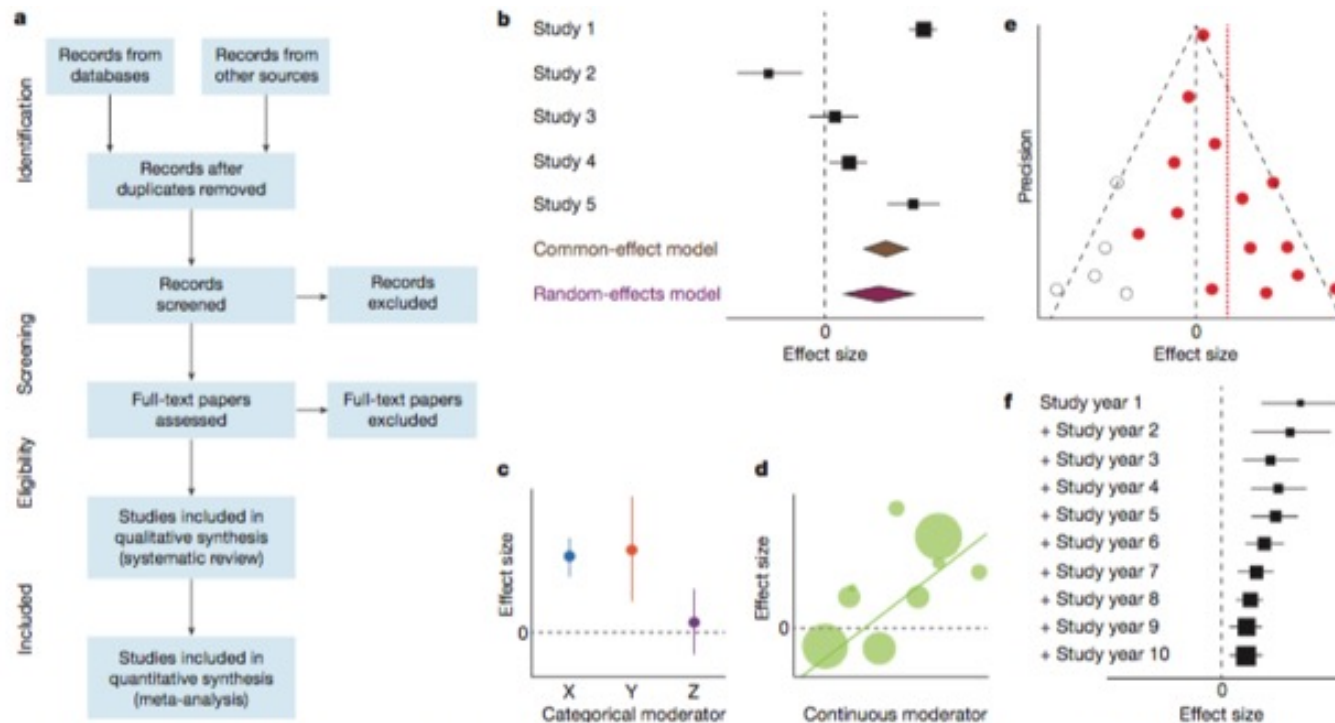 a
Records from
databases
Records from
other sources
Identification
Records after
duplicates removed
Records
screened
Records
excluded
Screening
Full-text papers
assessed
Full-text papers
excluded
Eligibility
Studies included in
qualitative synthesis
(systematic review)
Included
Studies included in
quantitative synthesis
(meta-analysis)
b
Study 1
Study 2
Study 3
Study 4
Study 5
Common-effect model
Random-effects model
0
Effect size
c
Effect size
0
X Y Z
Categorical moderator
d
Effect size
0
Continuous moderator
e
Precision
0
Effect size
f
Study year 1
+ Study year 2
+ Study year 3
+ Study year 4
+ Study year 5
+ Study year 6
+ Study year 7
+ Study year 8
+ Study year 9
+ Study year 10
0
Effect size